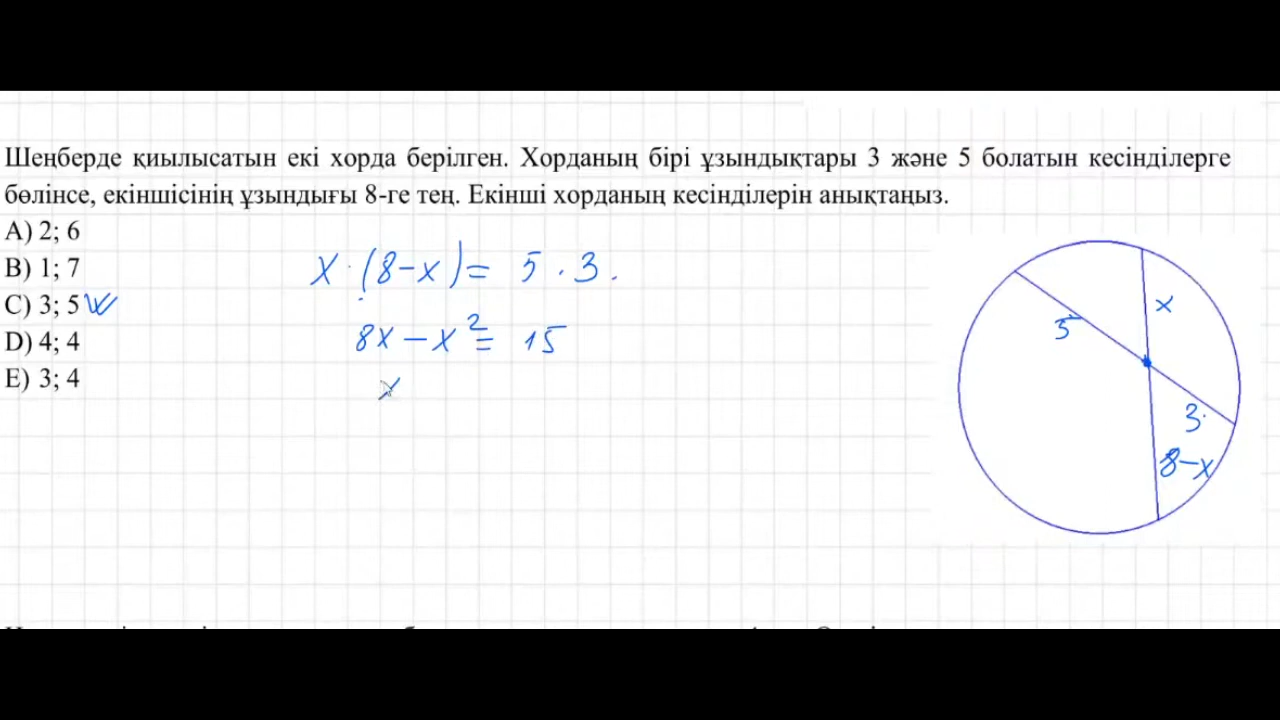 Шеңберде қиылысатын екі хорда берілген. Хорданың бірі ұзындықтары 3 және 5 болатын кесінділерге
бөлінсе, екіншісінің ұзындығы 8-ге тең. Екінші хорданың кесінділерін анықтаңыз.
A) 2; 6
B) 1; 7
C) 3; 5
D) 4; 4
E) 3; 4
x · (8-x) = 5 · 3.
8x - x² = 15
x
x
5
3.
8-x